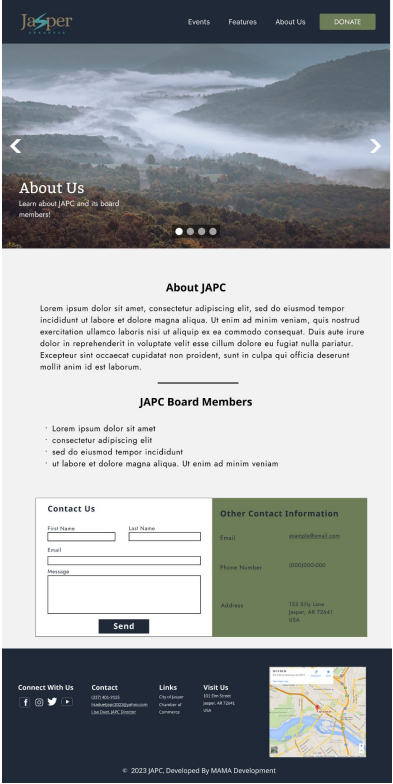 Jasper
ARKANSAS
Events Features About Us DONATE
About Us
Learn about JAPC and its board
members!
About JAPC
Lorem ipsum dolor sit amet, consectetur adipiscing elit, sed do eiusmod tempor
incididunt ut labore et dolore magna aliqua. Ut enim ad minim veniam, quis nostrud
exercitation ullamco laboris nisi ut aliquip ex ea commodo consequat. Duis aute irure
dolor in reprehenderit in voluptate velit esse cillum dolore eu fugiat nulla pariatur.
Excepteur sint occaecat cupidatat non proident, sunt in culpa qui officia deserunt
mollit anim id est laborum.
JAPC Board Members
· Lorem ipsum dolor sit amet
· consectetur adipiscing elit
· sed do eiusmod tempor incididunt
· ut labore et dolore magna aliqua. Ut enim ad minim veniam
Contact Us
First Name Last Name
Email
Message
Send
Other Contact Information
Email example@email.com
Phone Number (000)000-000
Address 123 Silly Lane
Jasper, AR 72641
USA
Connect With Us
Contact
Links
City of Jasper
Chamber of
Commerce
Visit Us
Jasper, AR 72641
USA
© 2023 JAPC, Developed By MAMA Development